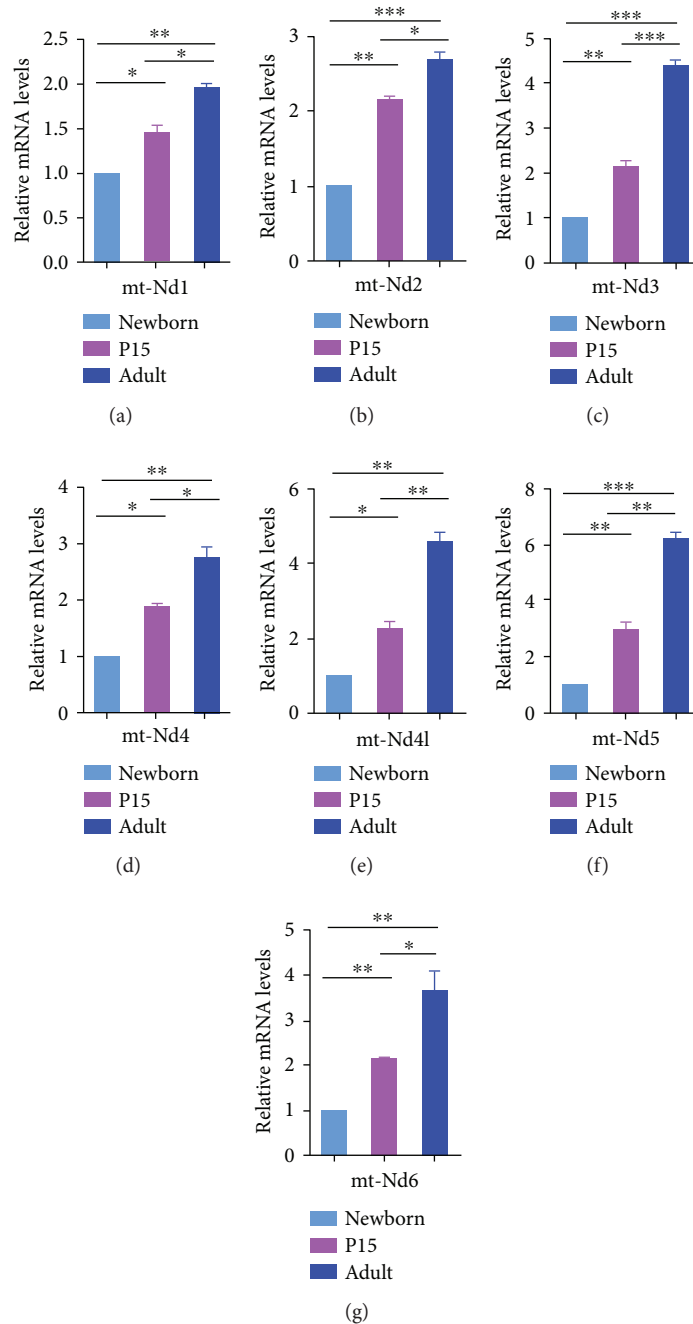 Relative mRNA levels
2.5
2.0
1.5
1.0
0.5
0.0
**
*
*
mt-Nd1
Newborn
P15
Adult
(a)
Relative mRNA levels
3
2
1
0
***
*
**
mt-Nd2
Newborn
P15
Adult
(b)
Relative mRNA levels
5
4
3
2
1
0
***
***
**
mt-Nd3
Newborn
P15
Adult
(c)
Relative mRNA levels
4
3
2
1
0
**
*
*
mt-Nd4
Newborn
P15
Adult
(d)
Relative mRNA levels
6
4
2
0
**
**
*
mt-Nd4l
Newborn
P15
Adult
(e)
Relative mRNA levels
8
6
4
2
0
***
**
**
mt-Nd5
Newborn
P15
Adult
(f)
Relative mRNA levels
5
4
3
2
1
0
**
*
**
mt-Nd6
Newborn
P15
Adult
(g)